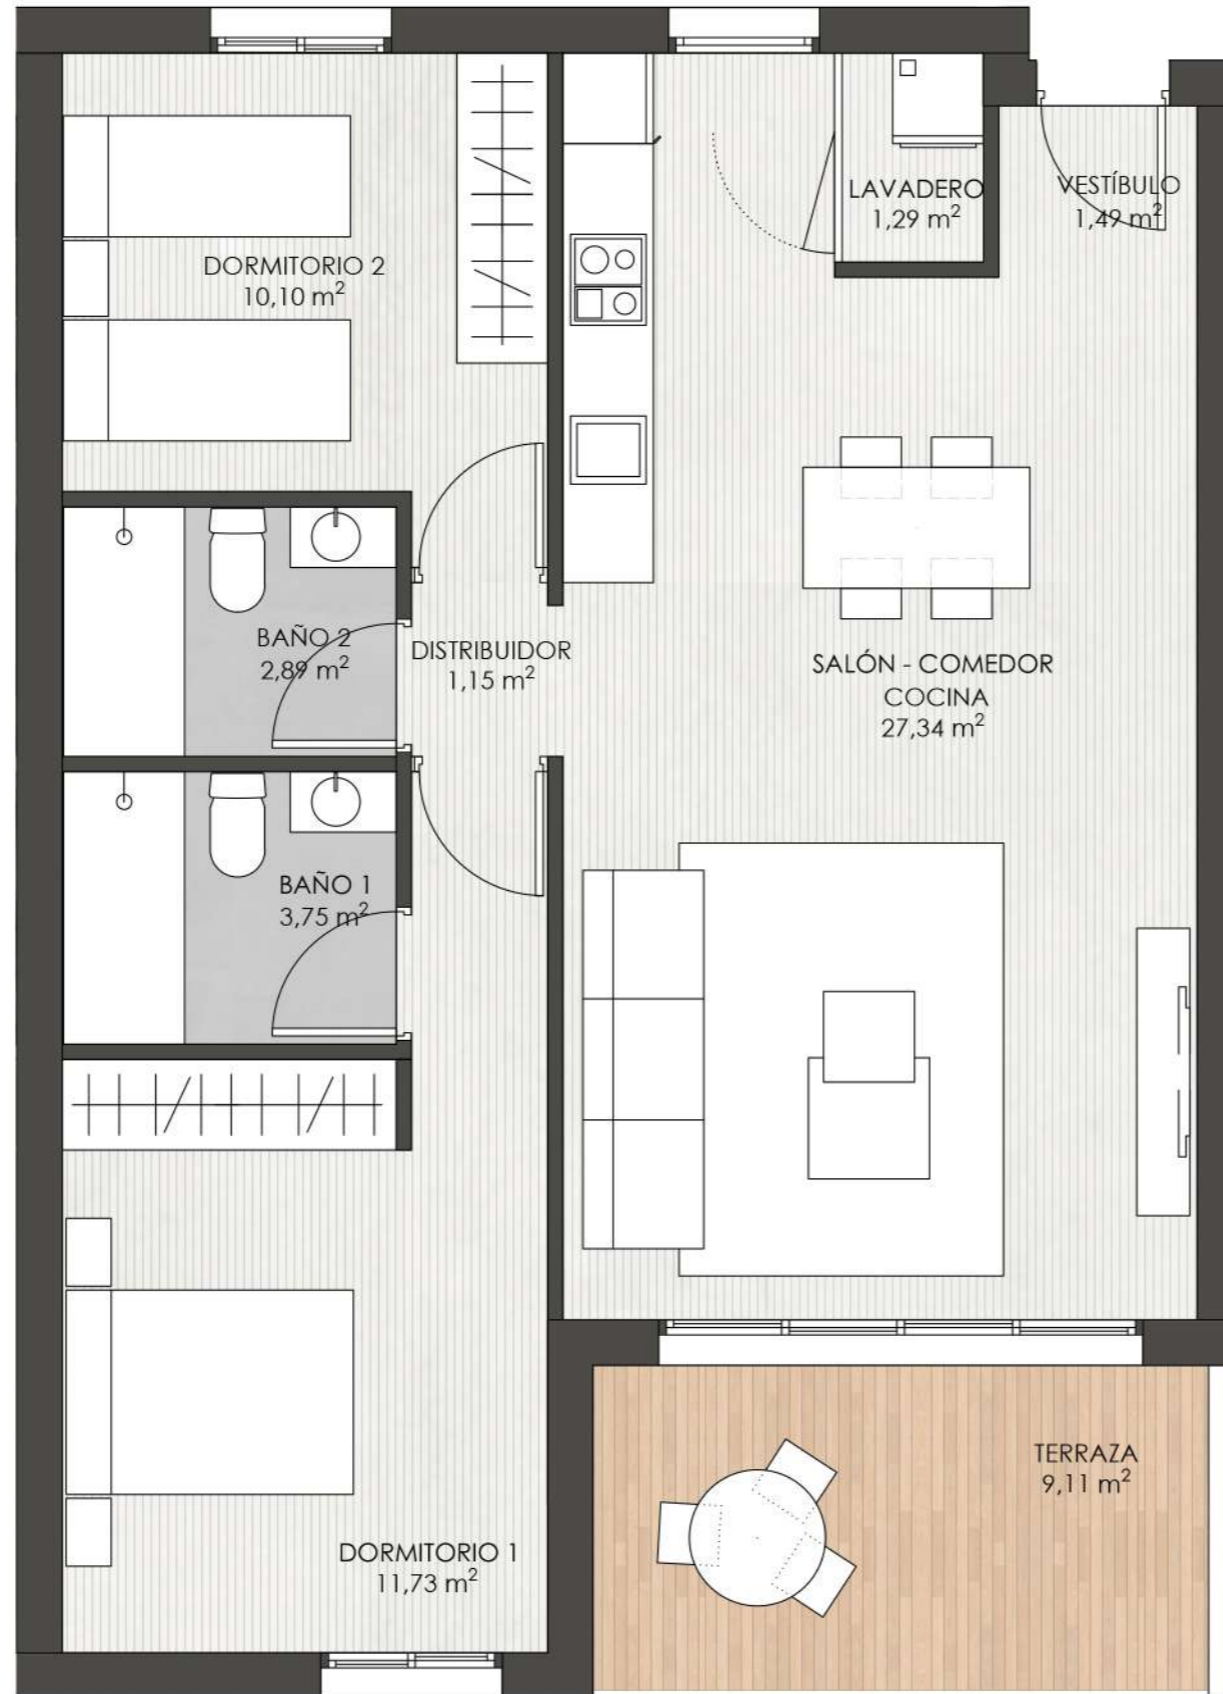 LAVADERO
1,29 m²
VESTÍBULO
1,49 m²
DORMITORIO 2
10,10 m²
BAÑO 2
2,89 m²
DISTRIBUIDOR
1,15 m²
SALÓN - COMEDOR
COCINA
27,34 m²
BAÑO 1
3,75 m²
TERRAZA
9,11 m²
DORMITORIO 1
11,73 m²